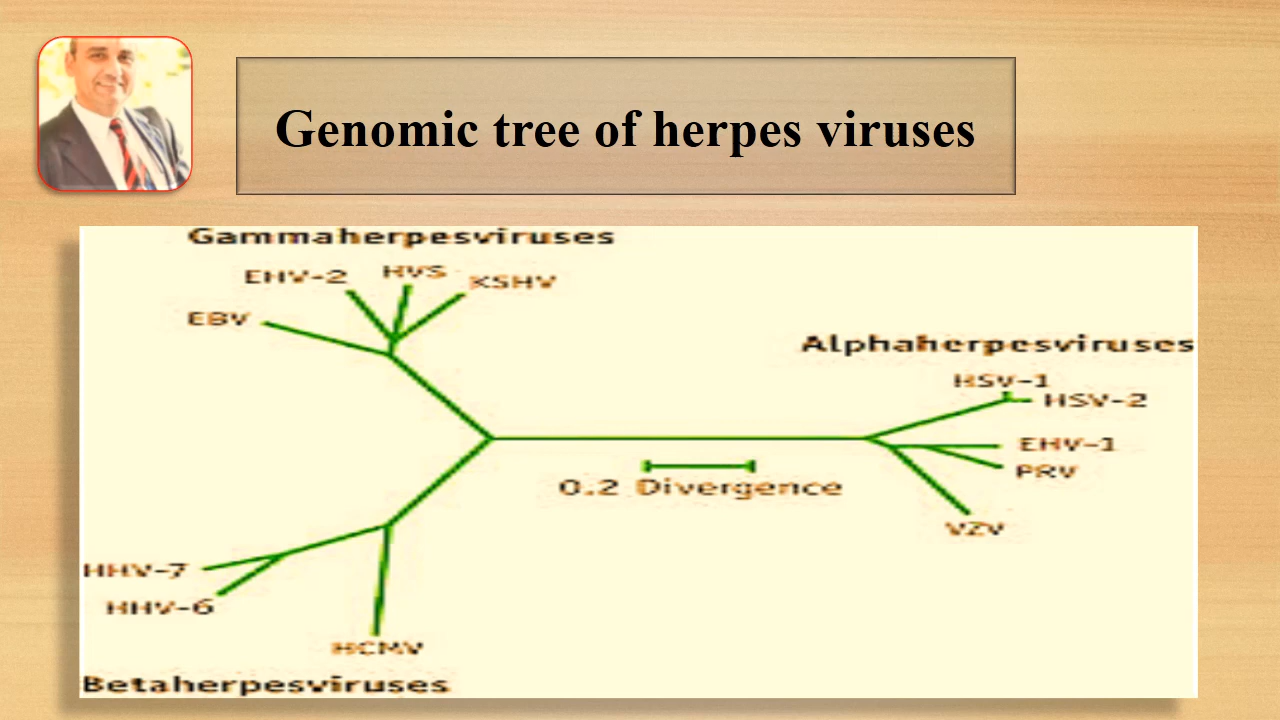 Genomic tree of herpes viruses
Gammaherpesviruses
EHV-2
HVS
KSHV
EBV
Alphaherpesviruses
HSV-1
HSV-2
EHV-1
PRV
VZV
0.2 Divergence
HHV-7
HHV-6
HCMV
Betaherpesviruses